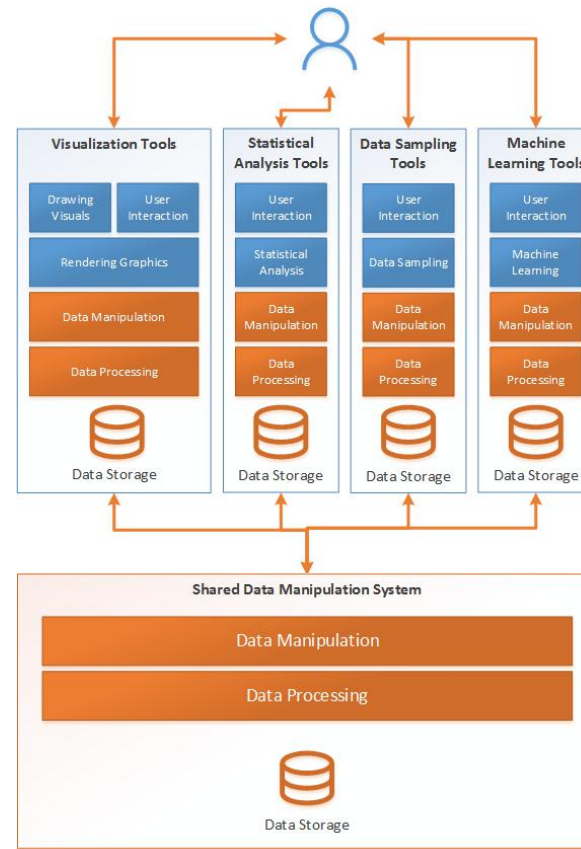 Visualization Tools
Drawing
Visuals
User
Interaction
Rendering Graphics
Data Manipulation
Data Processing
Data Storage
Statistical
Analysis Tools
User
Interaction
Statistical
Analysis
Data
Manipulation
Data
Processing
Data Storage
Data Sampling
Tools
User
Interaction
Data Sampling
Data
Manipulation
Data
Processing
Data Storage
Machine
Learning Tools
User
Interaction
Machine
Learning
Data
Manipulation
Data
Processing
Data Storage
Shared Data Manipulation System
Data Manipulation
Data Processing
Data Storage